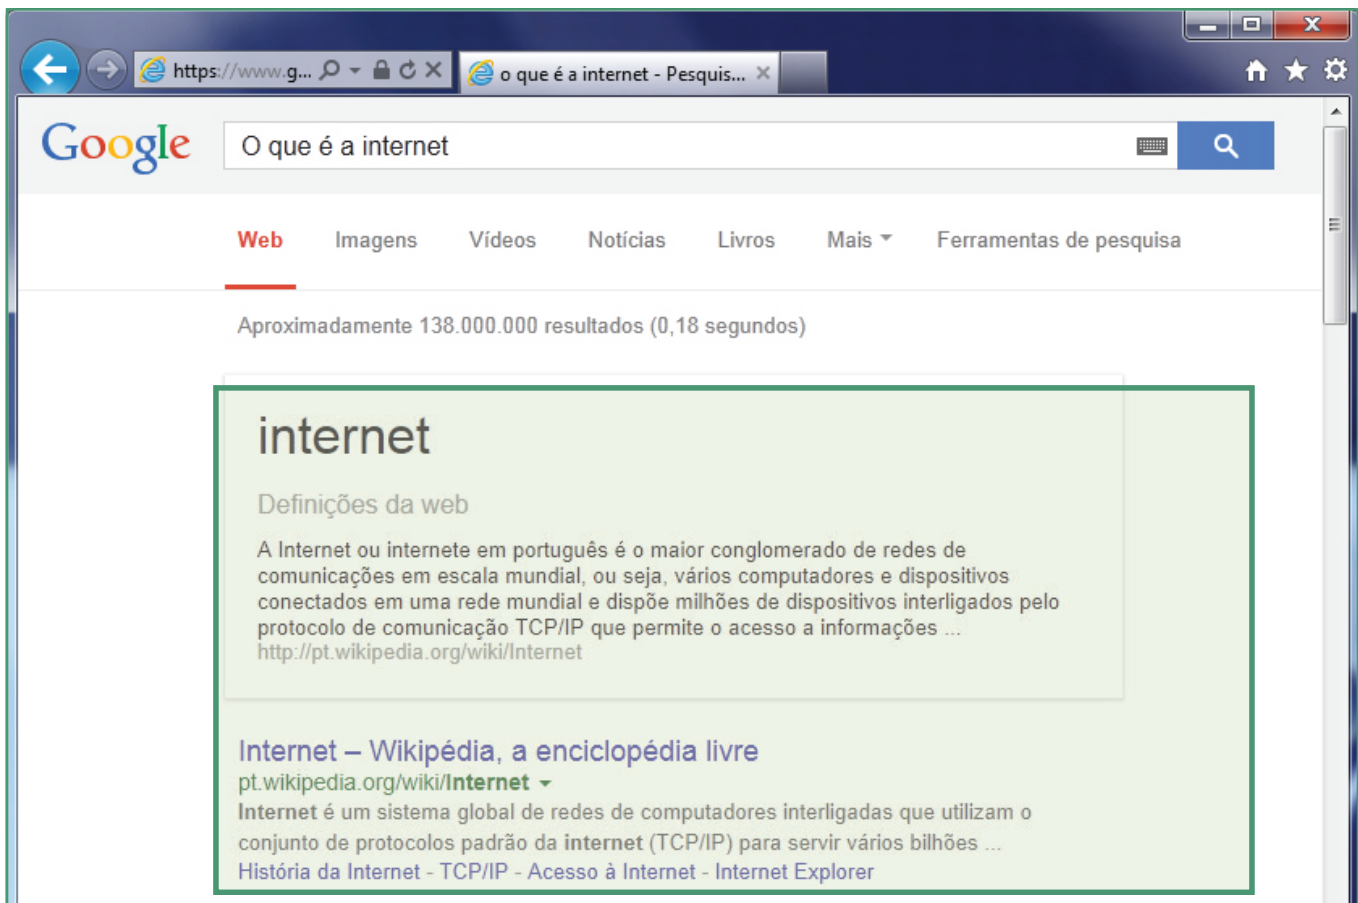 https://www.g...
o que é a internet - Pesquis...
Google
O que é a internet
Web Imagens Vídeos Notícias Livros Mais Ferramentas de pesquisa
Aproximadamente 138.000.000 resultados (0,18 segundos)
internet
Definições da web
A Internet ou internete em português é o maior conglomerado de redes de
comunicações em escala mundial, ou seja, vários computadores e dispositivos
conectados em uma rede mundial e dispõe milhões de dispositivos interligados pelo
protocolo de comunicação TCP/IP que permite o acesso a informações ...
http://pt.wikipedia.org/wiki/Internet
Internet – Wikipédia, a enciclopédia livre
pt.wikipedia.org/wiki/Internet
Internet é um sistema global de redes de computadores interligadas que utilizam o
conjunto de protocolos padrão da internet (TCP/IP) para servir vários bilhões ...
História da Internet - TCP/IP - Acesso à Internet - Internet Explorer